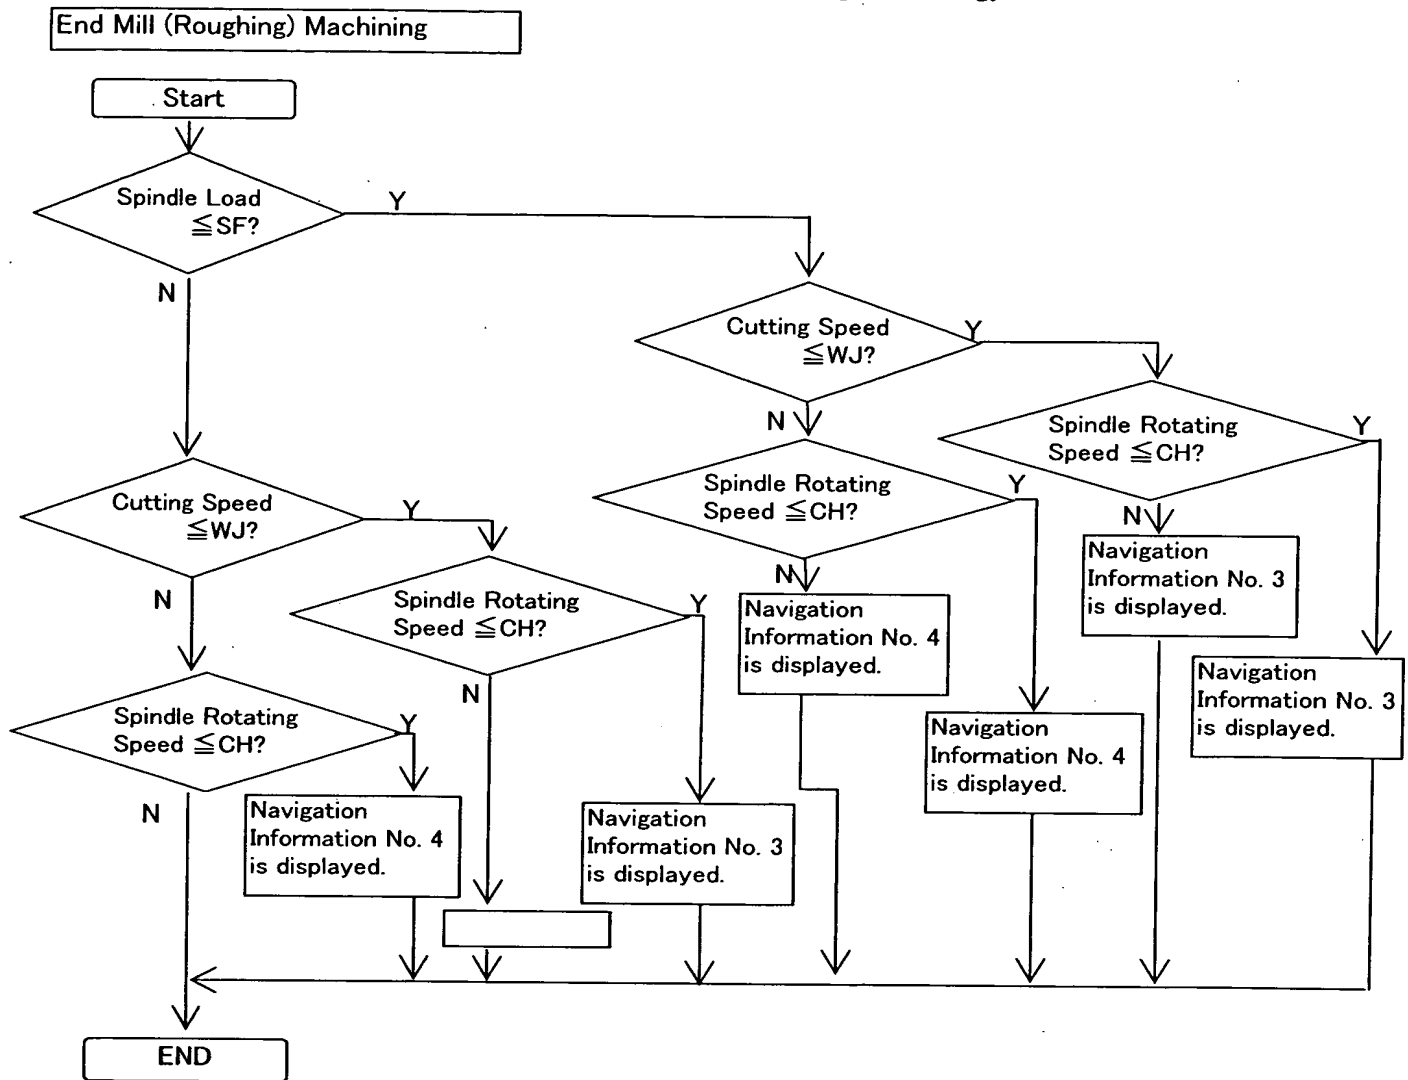 End Mill (Roughing) Machining
Start
Spindle Load
≦SF?
Y
N
Cutting Speed
≦WJ?
Y
N
Spindle Rotating
Speed ≦CH?
Y
N
Navigation
Information No. 3
is displayed.
Navigation
Information No. 3
is displayed.
Spindle Rotating
Speed ≦CH?
Y
N
Navigation
Information No. 4
is displayed.
Navigation
Information No. 4
is displayed.
Cutting Speed
≦WJ?
Y
N
Spindle Rotating
Speed ≦CH?
Y
N
Navigation
Information No. 3
is displayed.
Spindle Rotating
Speed ≦CH?
Y
N
Navigation
Information No. 4
is displayed.
END